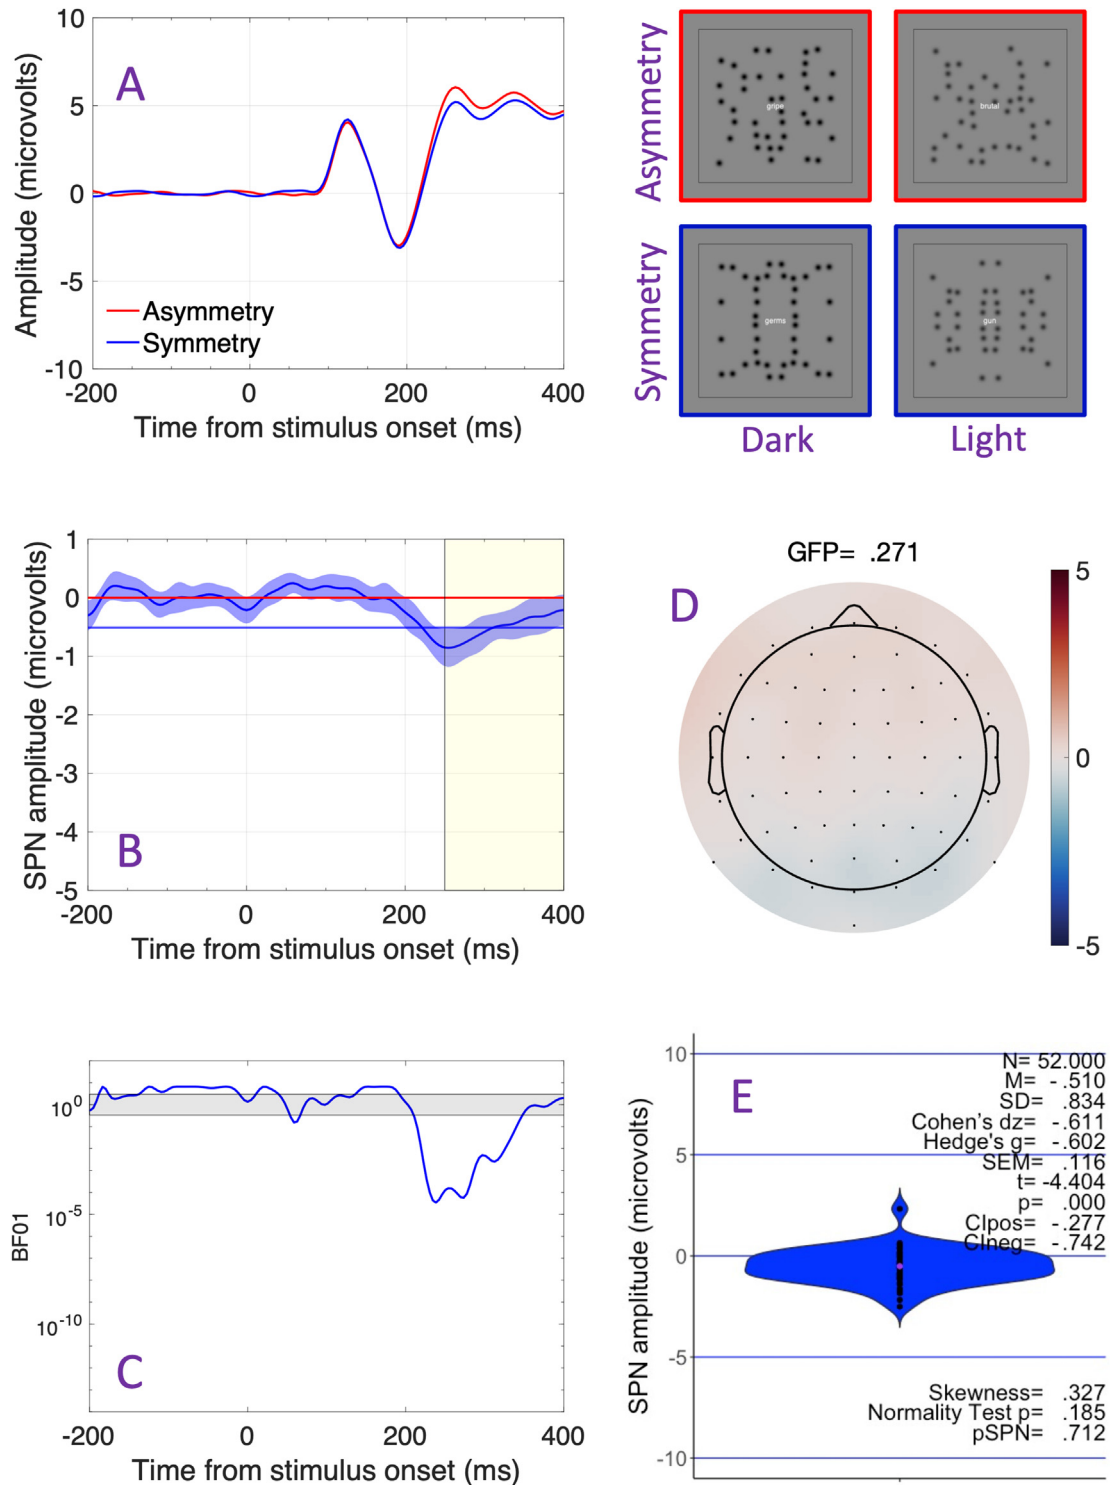 10
5
0
-5
-10
Amplitude (microvolts)
A
Asymmetry
Symmetry
-200
0
200
400
Time from stimulus onset (ms)
Asymmetry
gripe
brutal
Symmetry
germs
gun
Dark
Light
1
0
-1
-2
-3
-4
-5
SPN amplitude (microvolts)
B
-200
0
200
400
Time from stimulus onset (ms)
GFP= .271
D
5
0
-5
10^0
10^-5
10^-10
BF01
C
-200
0
200
400
Time from stimulus onset (ms)
10
5
0
-5
-10
SPN amplitude (microvolts)
E
N= 52.000
M= -.510
SD= .834
Cohen's dz= -.611
Hedge's g= -.602
SEM= .116
t= -4.404
p= .000
CIpos= -.277
CIneg= -.742
Skewness= .327
Normality Test p= .185
pSPN= .712